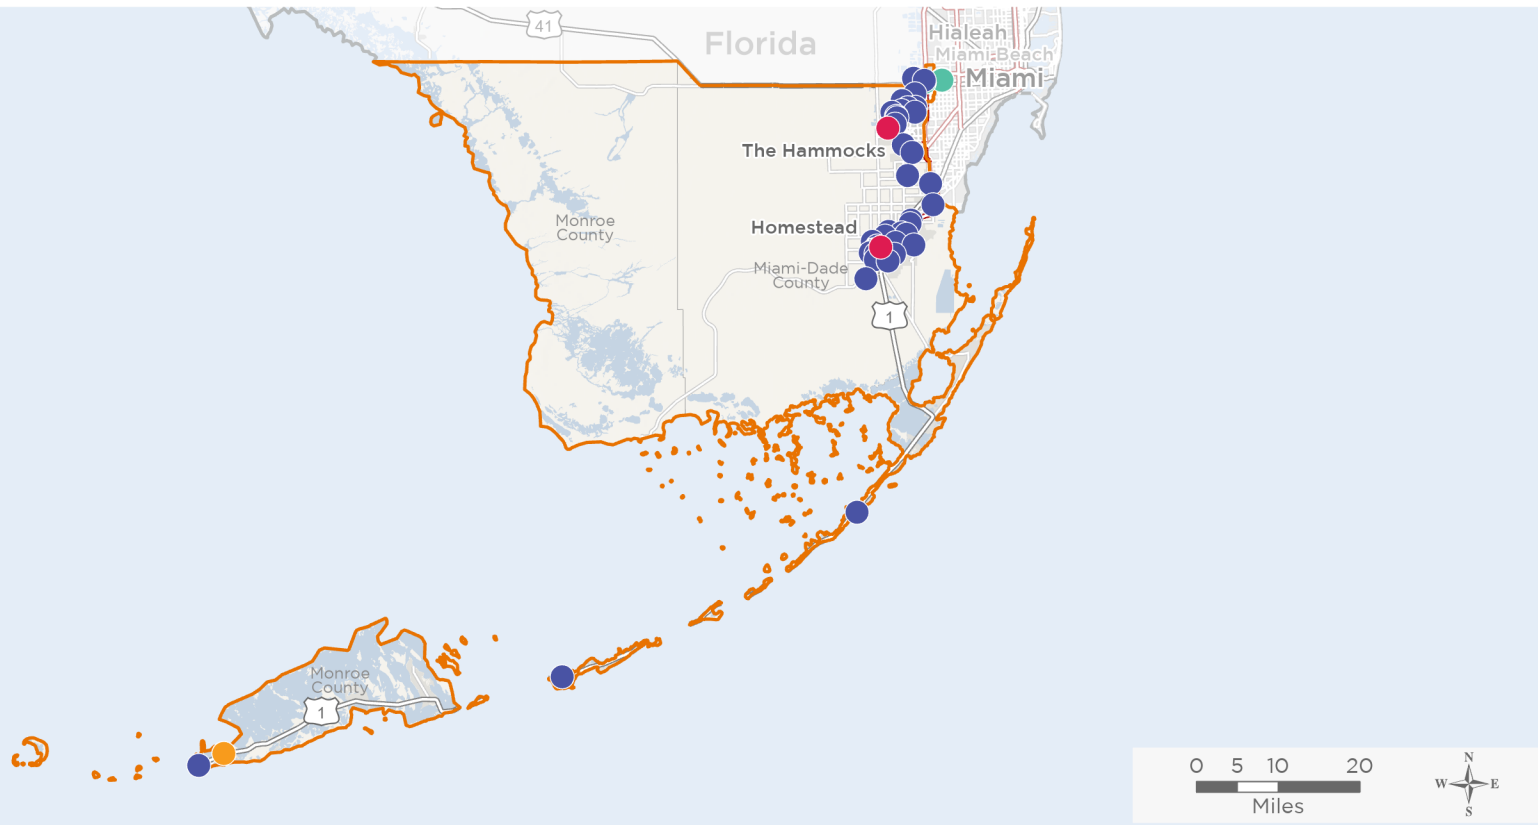 41
Florida
Hialeah
Miami Beach
Miami
The Hammocks
Monroe
County
Homestead
Miami-Dade
County
1
Monroe
County
1
0 5 10 20
Miles
N
W E
S